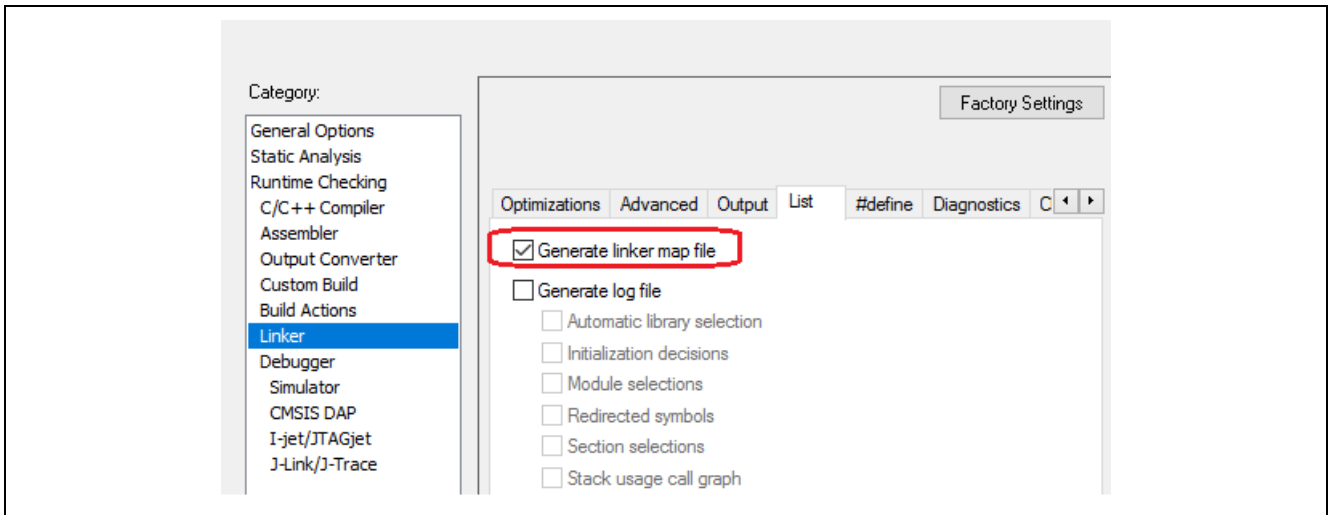 Category:
Factory Settings
General Options
Static Analysis
Runtime Checking
C/C++ Compiler
Assembler
Output Converter
Custom Build
Build Actions
Linker
Debugger
Simulator
CMSIS DAP
I-jet/JTAGjet
J-Link/J-Trace
Optimizations Advanced Output List #define Diagnostics C
Generate linker map file
Generate log file
Automatic library selection
Initialization decisions
Module selections
Redirected symbols
Section selections
Stack usage call graph